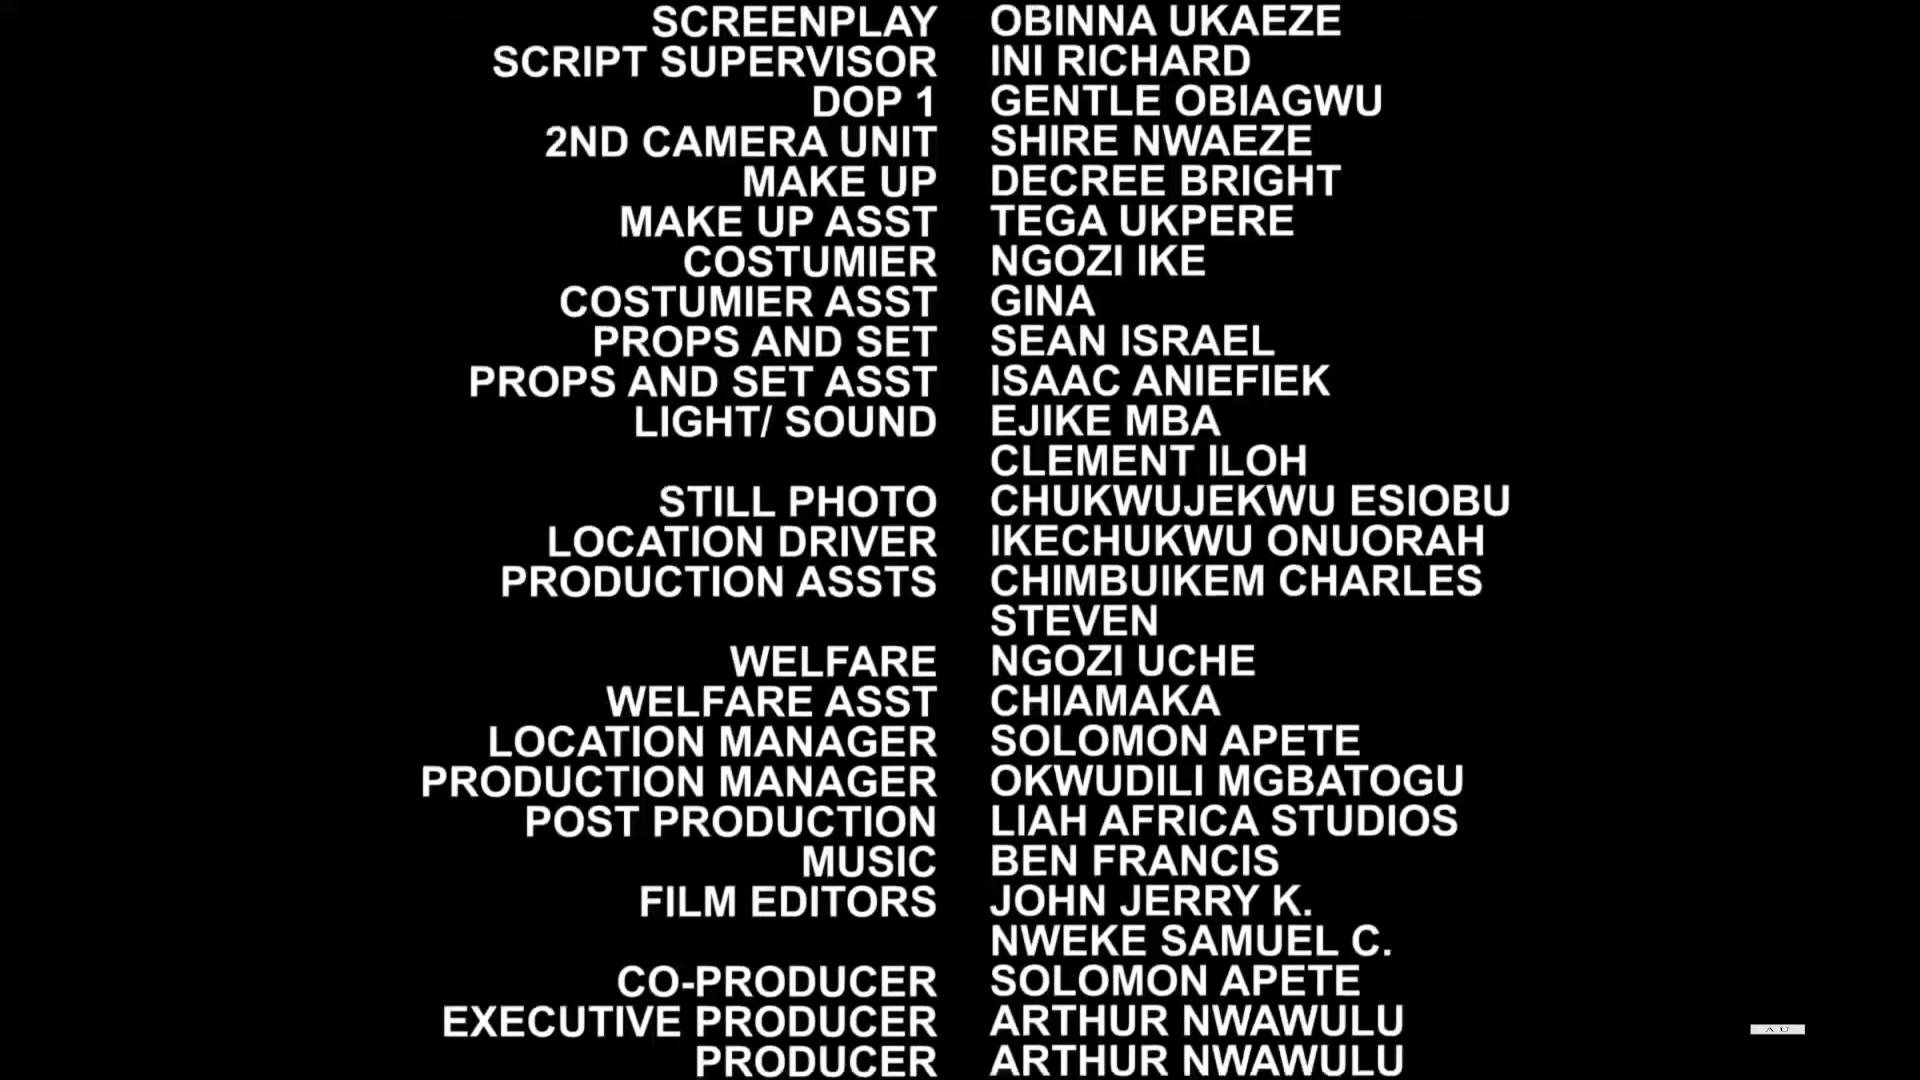 SCREENPLAY OBINNA UKAEZE
SCRIPT SUPERVISOR INI RICHARD
DOP 1 GENTLE OBIAGWU
2ND CAMERA UNIT SHIRE NWAEZE
MAKE UP DECREE BRIGHT
MAKE UP ASST TEGA UKPERE
COSTUMIER NGOZI IKE
COSTUMIER ASST GINA
PROPS AND SET SEAN ISRAEL
PROPS AND SET ASST ISAAC ANIEFIEK
LIGHT/ SOUND EJIKE MBA
CLEMENT ILOH
STILL PHOTO CHUKWUJEKWU ESIOBU
LOCATION DRIVER IKECHUKWU ONUORAH
PRODUCTION ASSTS CHIMBUIKEM CHARLES
STEVEN
WELFARE NGOZI UCHE
WELFARE ASST CHIAMAKA
LOCATION MANAGER SOLOMON APETE
PRODUCTION MANAGER OKWUDILI MGBATOGU
POST PRODUCTION LIAH AFRICA STUDIOS
MUSIC BEN FRANCIS
FILM EDITORS JOHN JERRY K.
NWEKE SAMUEL C.
CO-PRODUCER SOLOMON APETE
EXECUTIVE PRODUCER ARTHUR NWAWULU
PRODUCER ARTHUR NWAWULU
A U